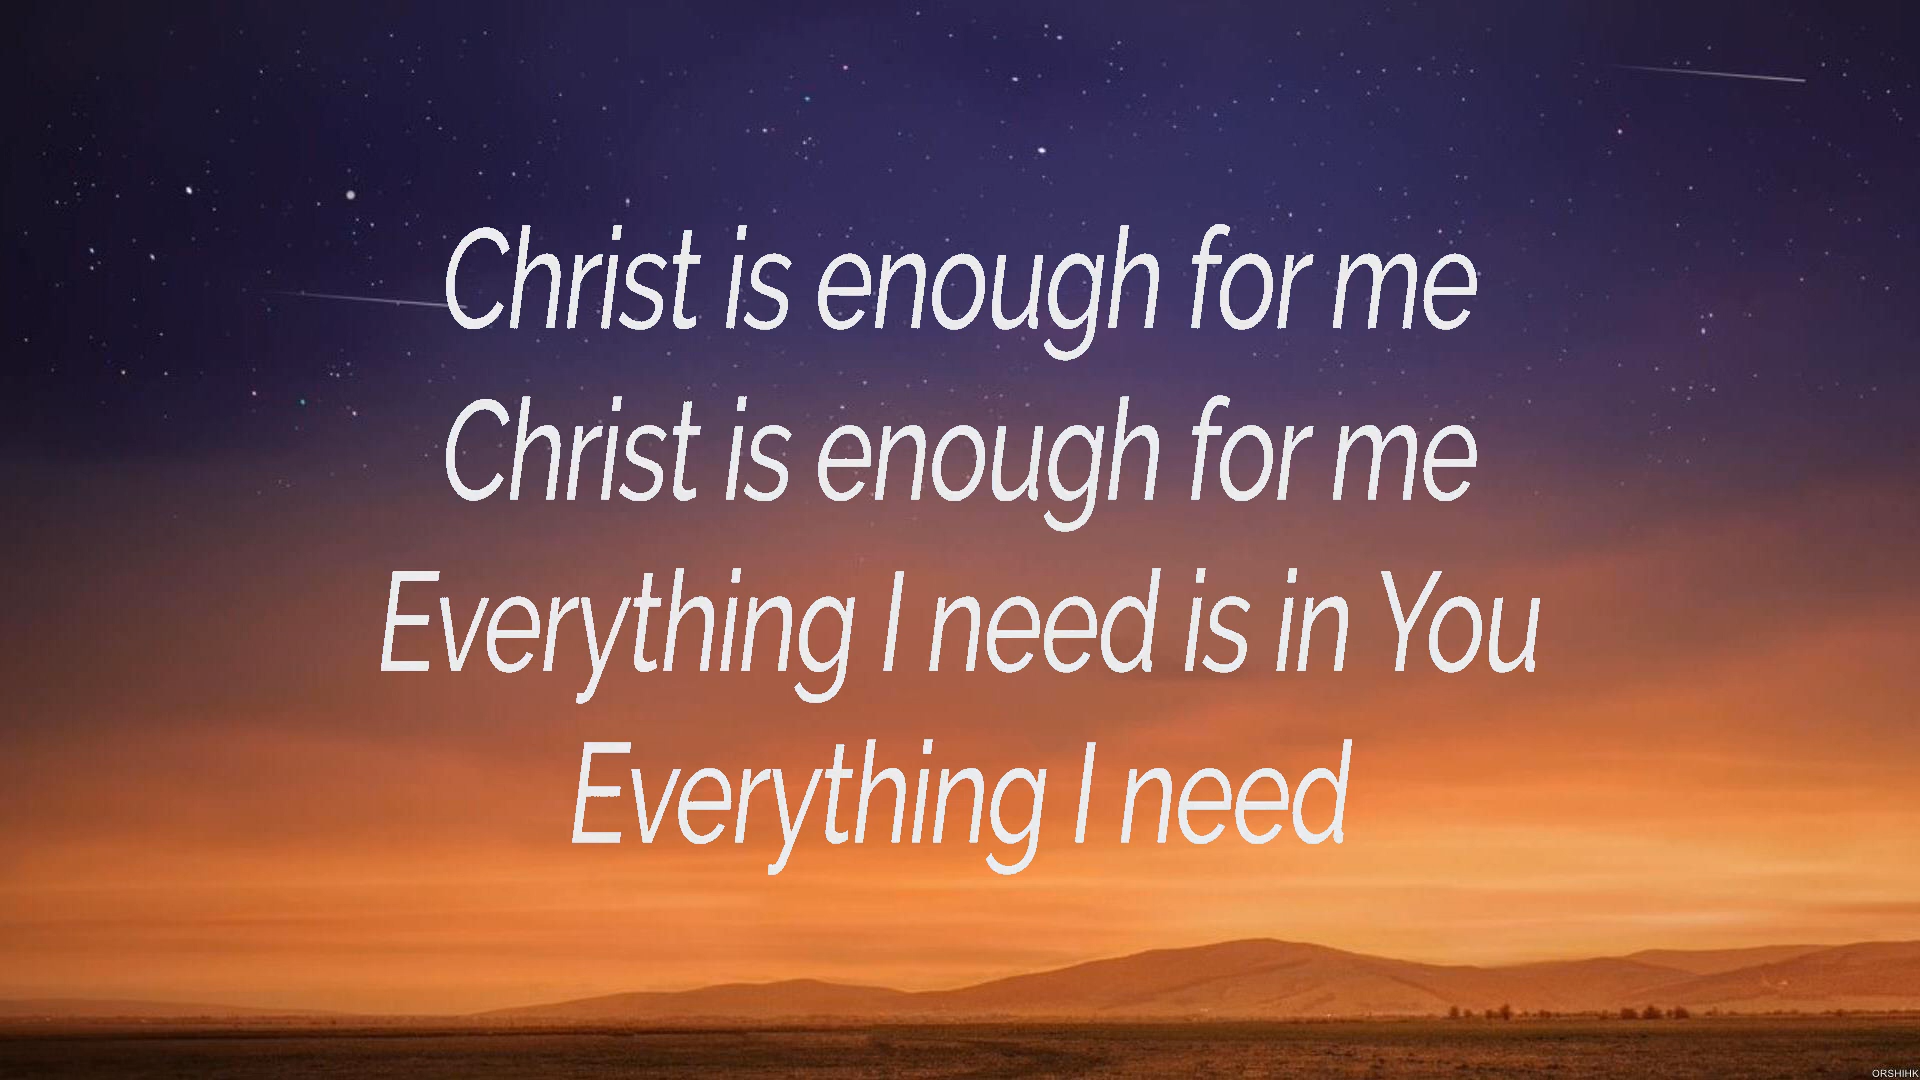 Christ is enough for me
Christ is enough for me
Everything I need is in You
Everything I need
ORSHIHK